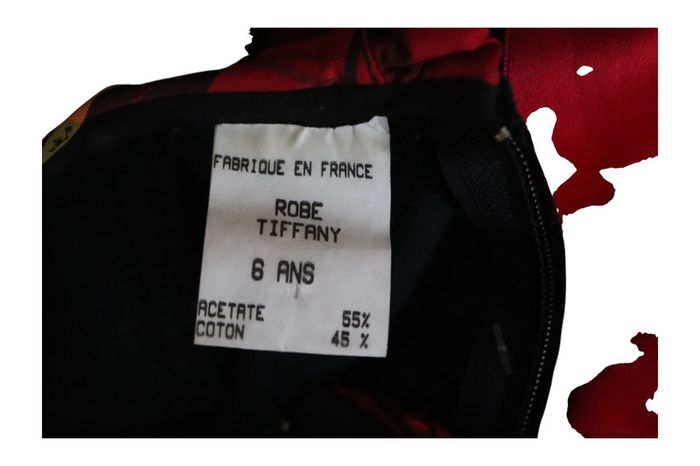 FABRIQUE EN FRANCE
ROBE
TIFFANY
6 ANS
ACETATE 55%
COTON 45 %